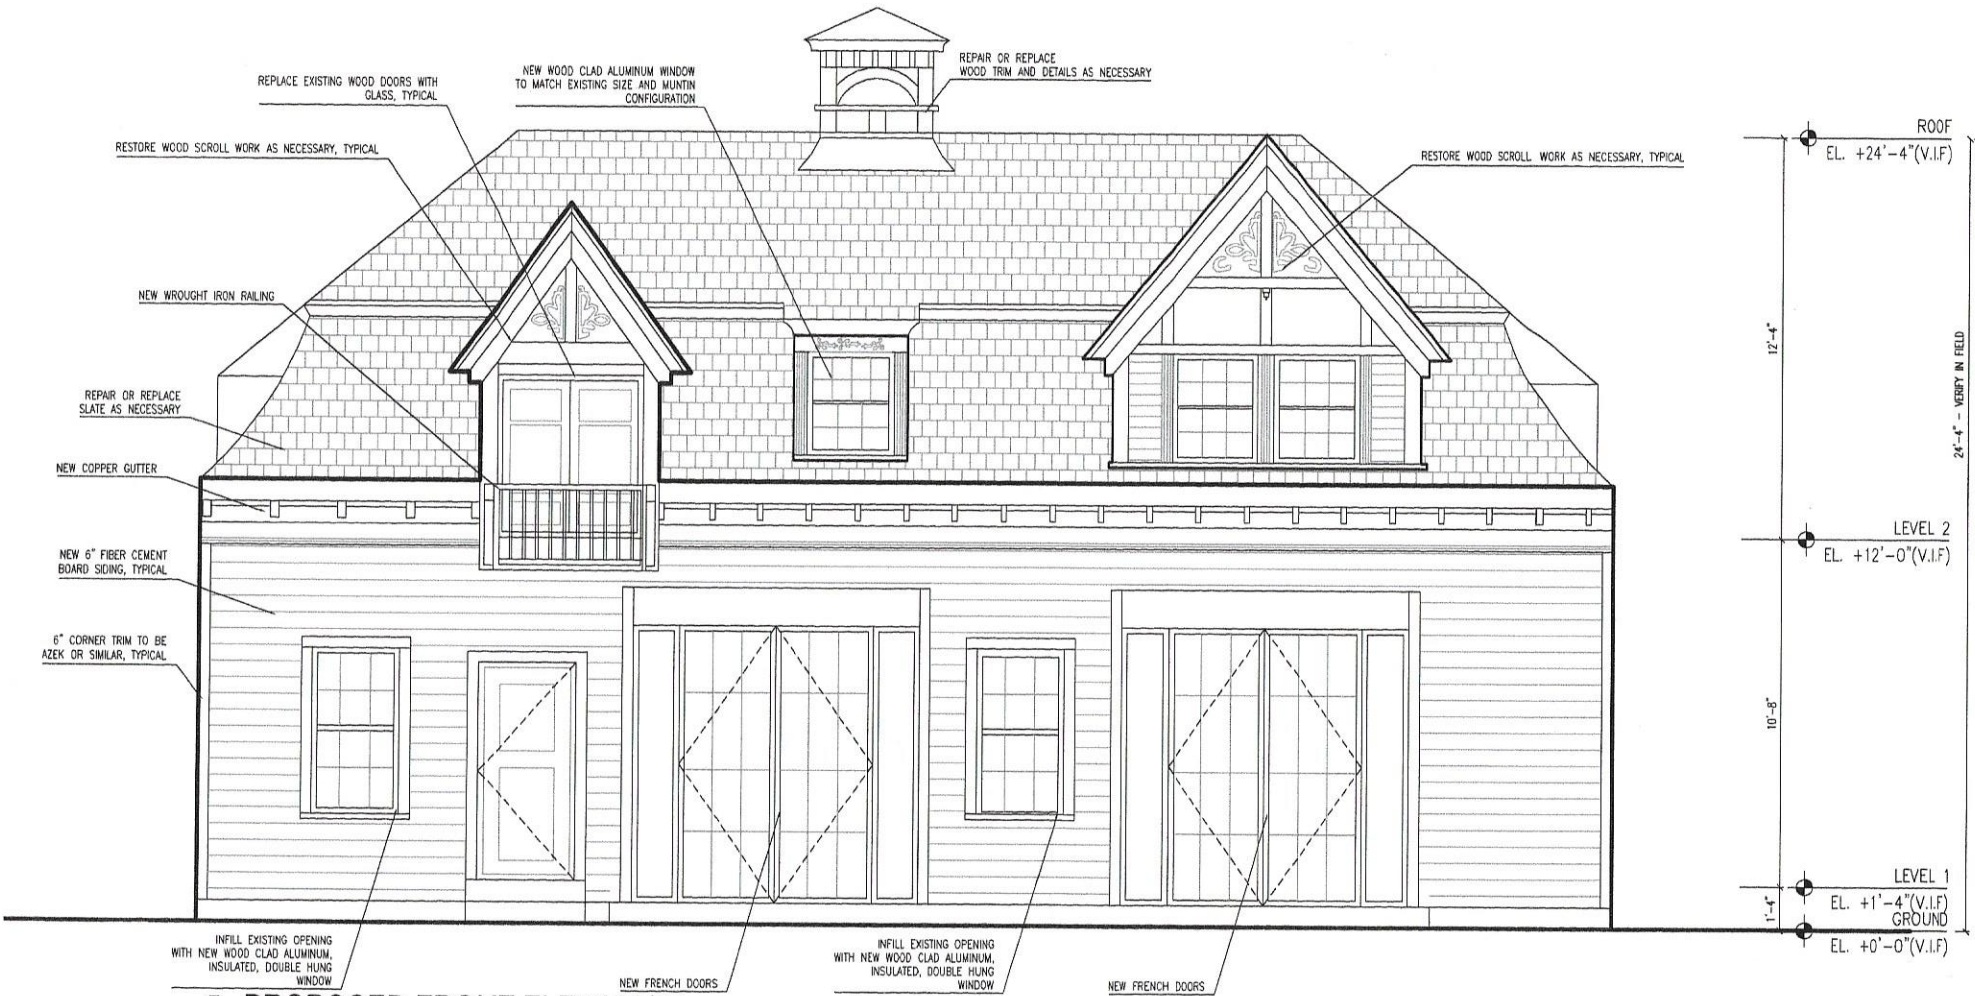 REPAIR OR REPLACE
WOOD TRIM AND DETAILS AS NECESSARY
NEW WOOD CLAD ALUMINUM WINDOW
TO MATCH EXISTING SIZE AND MUNTIN
CONFIGURATION
REPLACE EXISTING WOOD DOORS WITH
GLASS, TYPICAL
RESTORE WOOD SCROLL WORK AS NECESSARY, TYPICAL
RESTORE WOOD SCROLL WORK AS NECESSARY, TYPICAL
NEW WROUGHT IRON RAILING
REPAIR OR REPLACE
SLATE AS NECESSARY
NEW COPPER GUTTER
NEW 6" FIBER CEMENT
BOARD SIDING, TYPICAL
6" CORNER TRIM TO BE
AZEK OR SIMILAR, TYPICAL
ROOF
EL. +24'-4"(V.I.F)
12'-4"
24'-4" - VERIFY IN FIELD
LEVEL 2
EL. +12'-0"(V.I.F)
10'-8"
LEVEL 1
EL. +1'-4"(V.I.F)
1'-4"
GROUND
EL. +0'-0"(V.I.F)
INFILL EXISTING OPENING
WITH NEW WOOD CLAD ALUMINUM,
INSULATED, DOUBLE HUNG
WINDOW
NEW FRENCH DOORS
INFILL EXISTING OPENING
WITH NEW WOOD CLAD ALUMINUM,
INSULATED, DOUBLE HUNG
WINDOW
NEW FRENCH DOORS